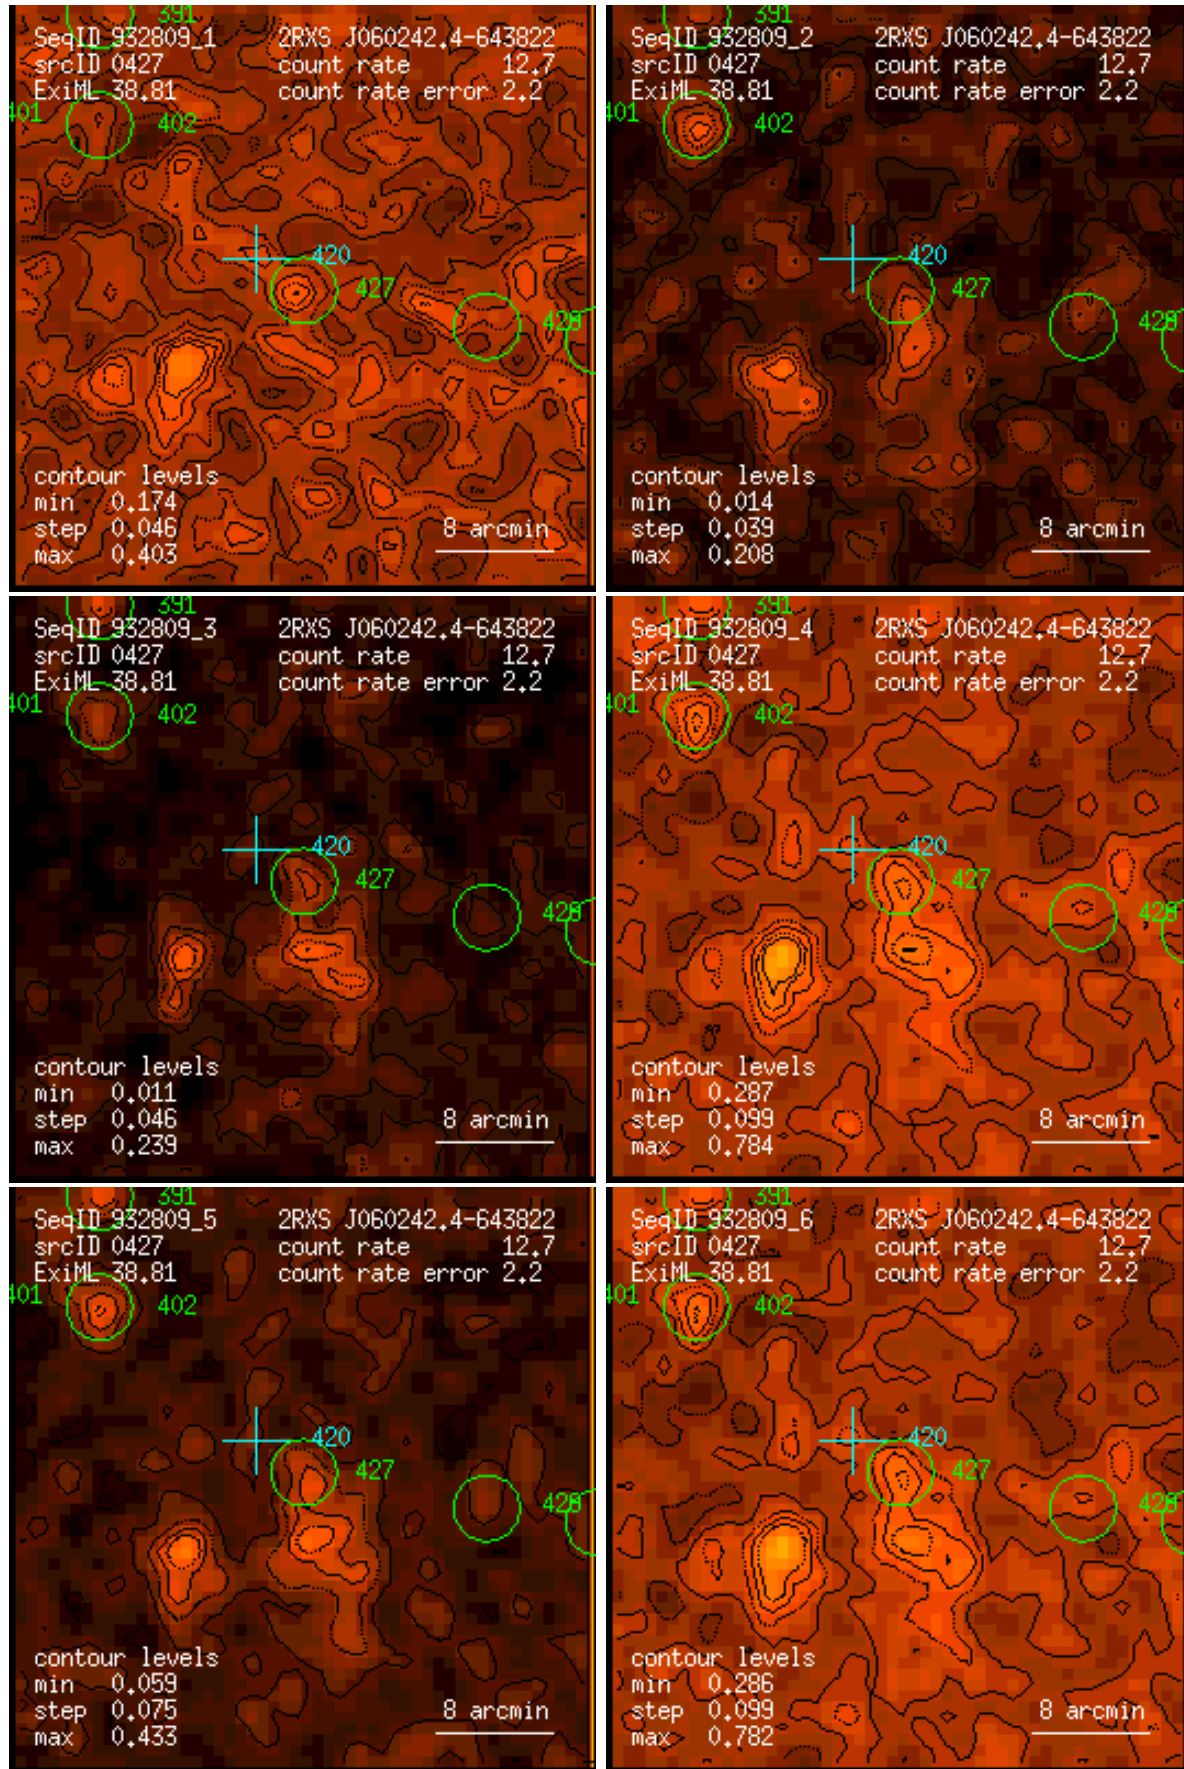 391
SeqID 932809_1 2RXS J060242.4-643822
srcID 0427 count rate 12.7
ExiML 38.81 count rate error 2.2
401 402
420
427
428
contour levels
min 0.174
step 0.046 8 arcmin
max 0.403
391
SeqID 932809_2 2RXS J060242.4-643822
srcID 0427 count rate 12.7
ExiML 38.81 count rate error 2.2
401 402
420
427
contour levels
min 0.014
step 0.039 8 arcmin
max 0.208
391
SeqID 932809_3 2RXS J060242.4-643822
srcID 0427 count rate 12.7
ExiML 38.81 count rate error 2.2
401 402
420
427
contour levels
min 0.011
step 0.046 8 arcmin
max 0.239
391
SeqID 932809_4 2RXS J060242.4-643822
srcID 0427 count rate 12.7
ExiML 38.81 count rate error 2.2
401 402
420
427
contour levels
min 0.287
step 0.099 8 arcmin
max 0.784
391
SeqID 932809_5 2RXS J060242.4-643822
srcID 0427 count rate 12.7
ExiML 38.81 count rate error 2.2
401 402
420
427
contour levels
min 0.059
step 0.075 8 arcmin
max 0.433
391
SeqID 932809_6 2RXS J060242.4-643822
srcID 0427 count rate 12.7
ExiML 38.81 count rate error 2.2
401 402
420
427
contour levels
min 0.286
step 0.099 8 arcmin
max 0.782